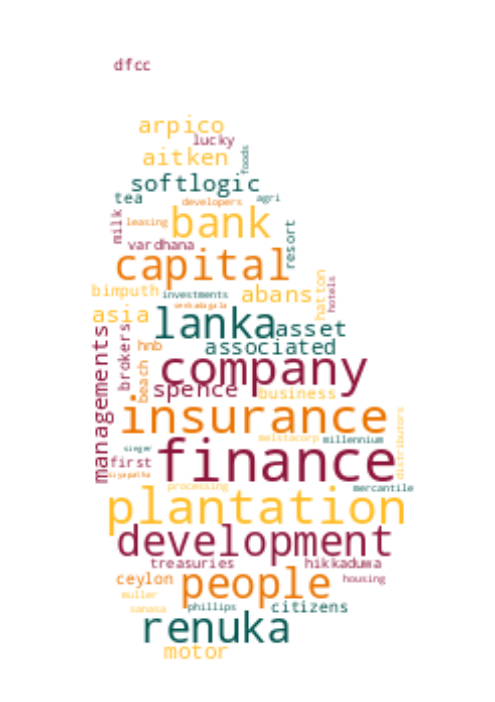 dfcc
arpico
lucky
aitken foods
softlogic
tea developers agri
milk leasing bank resort
vardhana
capital
bimputh investments abans hatton hotels
senkadagala
asia lanka asset
managements brokers hnb associated
beach company
spence business
insurance distributors
melstacorp millennium
singer
first finance
siyapatha
processing mercantile
plantation
development
treasuries hikkaduwa
ceylon people housing
muller
sanasa phillips citizens
renuka
motor